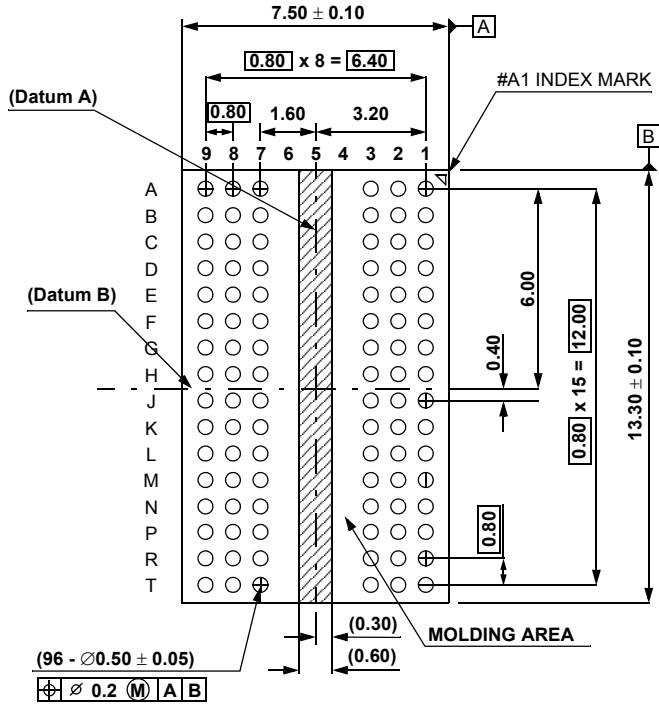 7.50 ± 0.10
A
0.80 x 8 = 6.40
#A1 INDEX MARK
(Datum A)
0.80
1.60
3.20
B
9 8 7 6 5 4 3 2 1
A
B
C
D
E
F
G
H
J
K
L
M
N
P
R
T
(Datum B)
6.00
0.40
0.80 x 15 = 12.00
13.30 ± 0.10
0.80
(0.30)
MOLDING AREA
(0.60)
(96 - ∅0.50 ± 0.05)
⌖ ∅ 0.2 Ⓜ A B